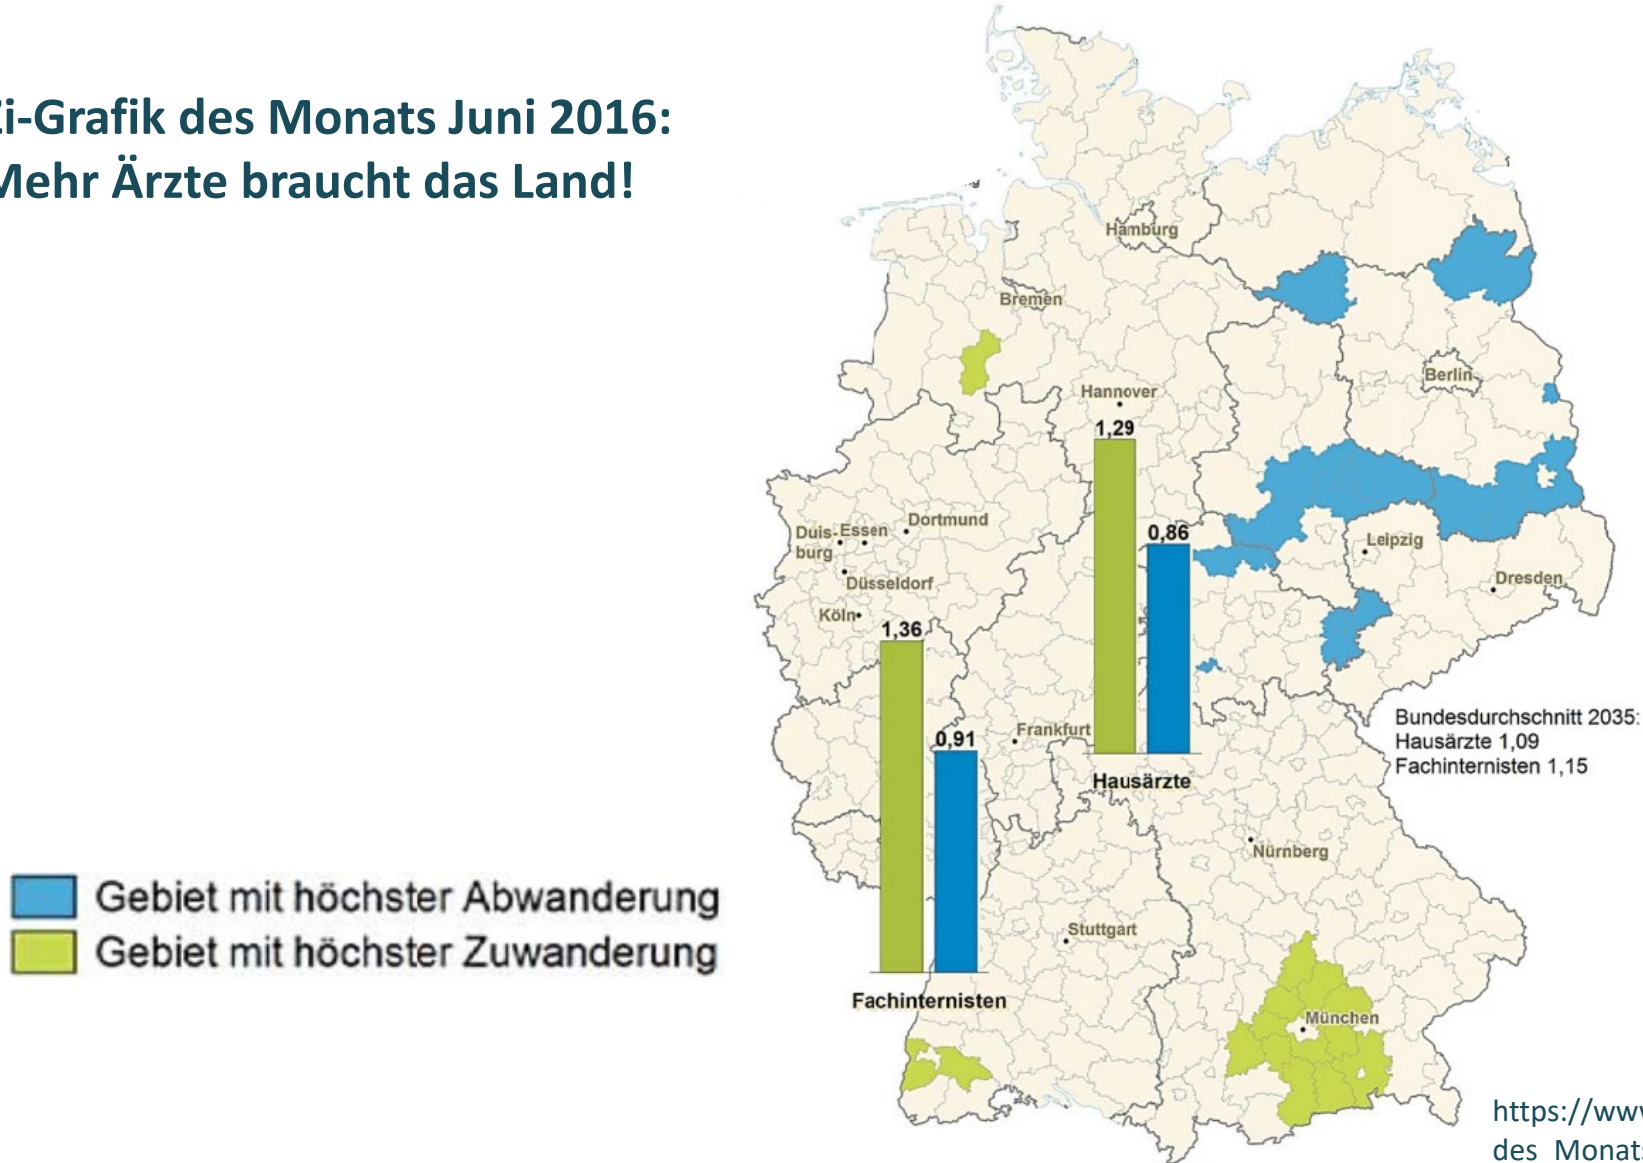 i-Grafik des Monats Juni 2016:
Mehr Ärzte braucht das Land!
Hamburg
Bremen
Berlin
Hannover
1,29
Duis-
burg
Essen
Dortmund
0,86
Leipzig
Düsseldorf
Dresden
Köln
1,36
Bundesdurchschnitt 2035:
Hausärzte 1,09
Fachinternisten 1,15
Frankfurt
0,91
Hausärzte
Nürnberg
Gebiet mit höchster Abwanderung
Gebiet mit höchster Zuwanderung
Stuttgart
Fachinternisten
München
https://www
des_Monats